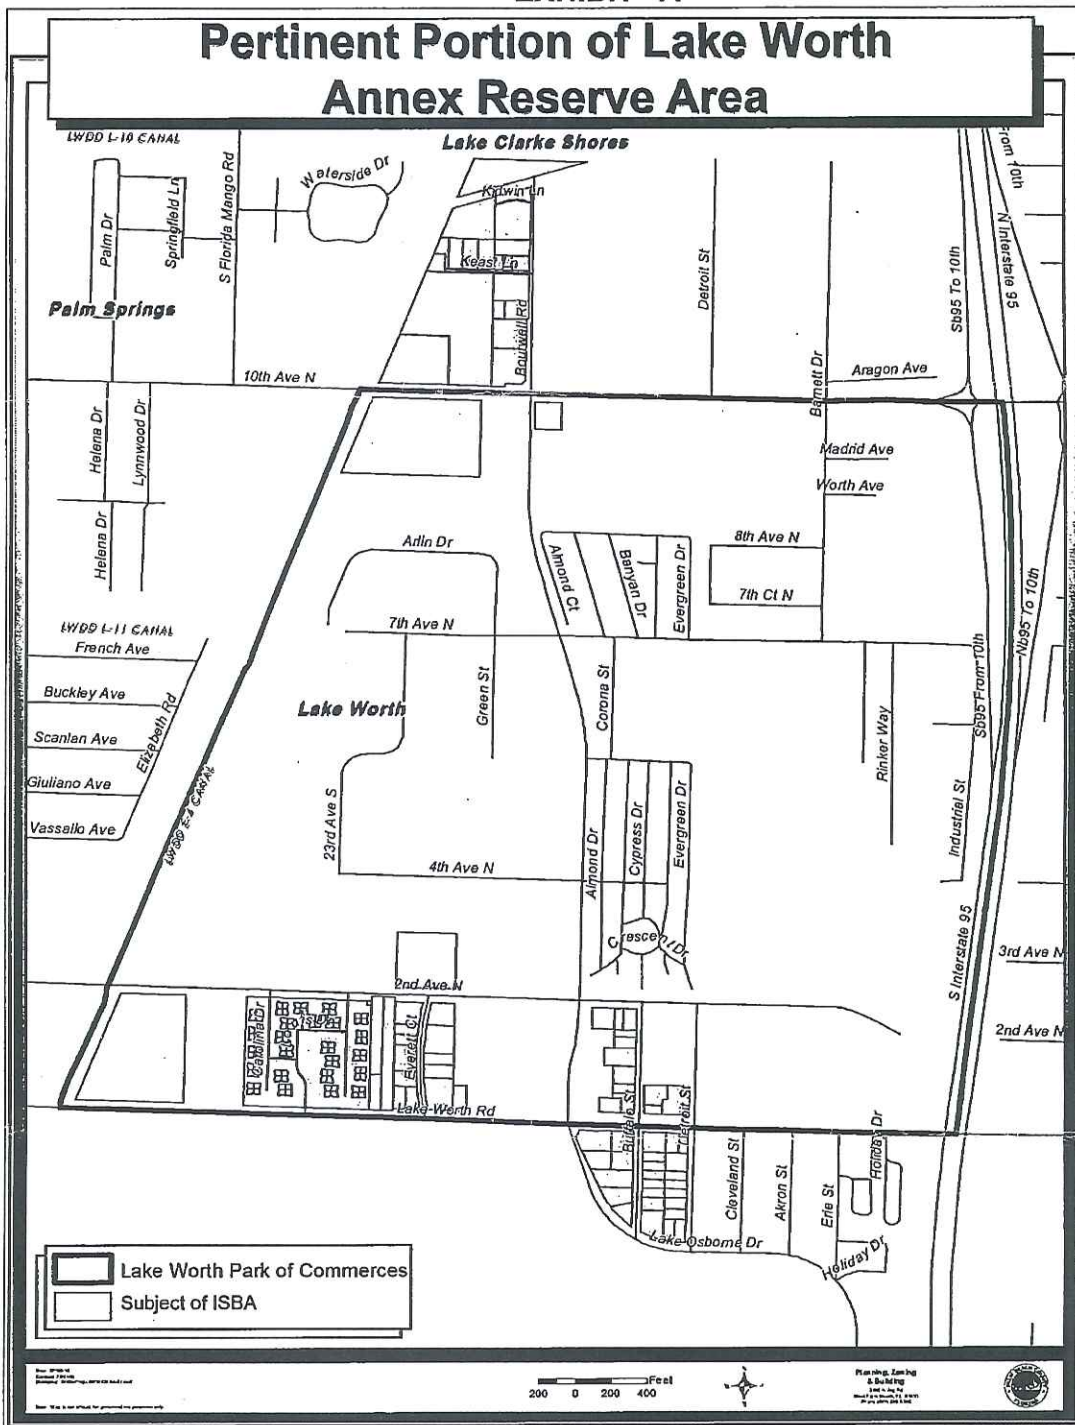 Pertinent Portion of Lake Worth
Annex Reserve Area
LWDD L-10 CANAL
Lake Clarke Shores
Palm Dr
Springfield Ln
S Florida Mango Rd
Waterside Dr
Kirwin Ln
Keast Ln
Boutwell Rd
Detroit St
Sb95 To 10th
N Interstate 95
From 10th
Palm Springs
10th Ave N
Barnett Dr
Aragon Ave
Helena Dr
Lynnwood Dr
Madrid Ave
Worth Ave
Helena Dr
Arlin Dr
Almond Ct
Banyan Dr
Evergreen Dr
8th Ave N
7th Ct N
Nb95 To 10th
LWDD L-11 CANAL
French Ave
7th Ave N
Sb95 From 10th
Buckley Ave
Elizabeth Rd
Lake Worth
Green St
Corona St
Rinker Way
Scanlan Ave
Giuliano Ave
Vassallo Ave
LWDD E-4 CANAL
23rd Ave S
4th Ave N
Almond Dr
Cypress Dr
Evergreen Dr
Industrial St
Crescent Dr
S Interstate 95
3rd Ave N
2nd Ave N
2nd Ave N
Carolina Dr
Everett Ct
Lake Worth Rd
Buffalo St
Detroit St
Cleveland St
Akron St
Erie St
Holiday Dr
Lake Osborne Dr
Holiday Dr
Lake Worth Park of Commerces
Subject of ISBA
200 0 200 400 Feet
Planning, Zoning
& Building